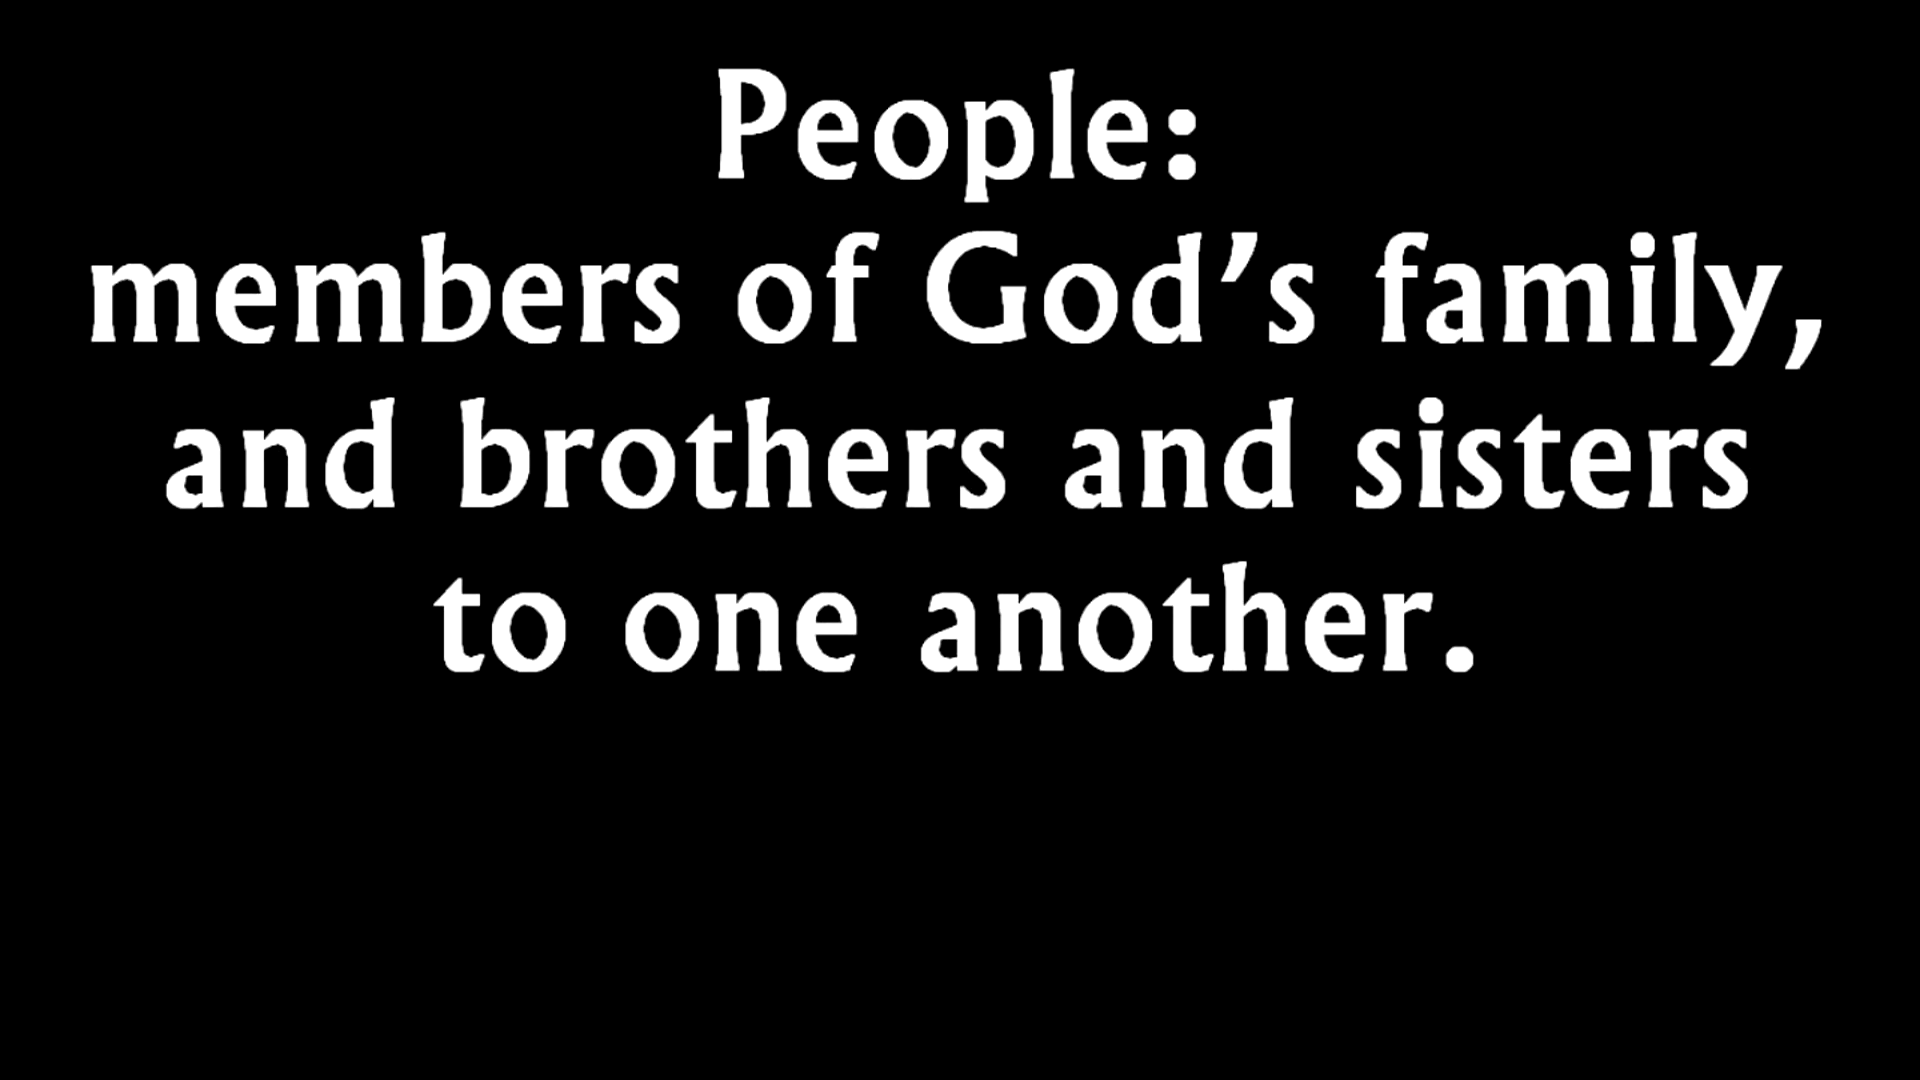 People:
members of God’s family,
and brothers and sisters
to one another.